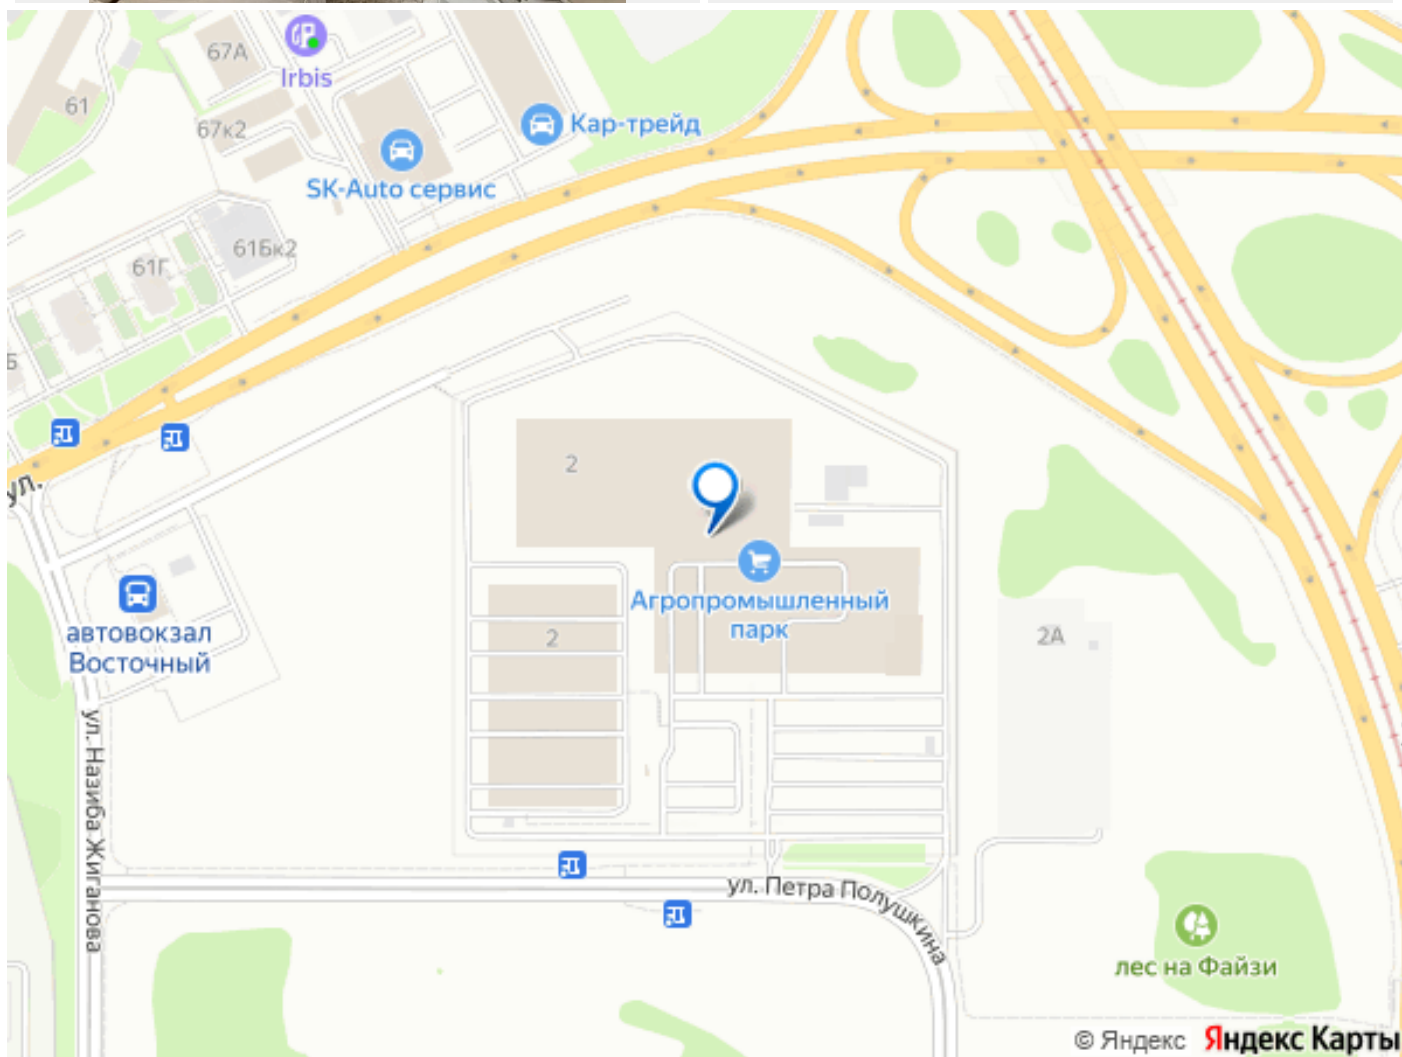 67А
Irbis
61
67к2
Кар-трейд
SK-Auto сервис
61Бк2
61Г
Б
ул.
2
Агропромышленный
парк
2
2А
автовокзал
Восточный
ул. Назиба Жиганова
ул. Петра Полушкина
лес на Файзи
© Яндекс Яндекс Карты